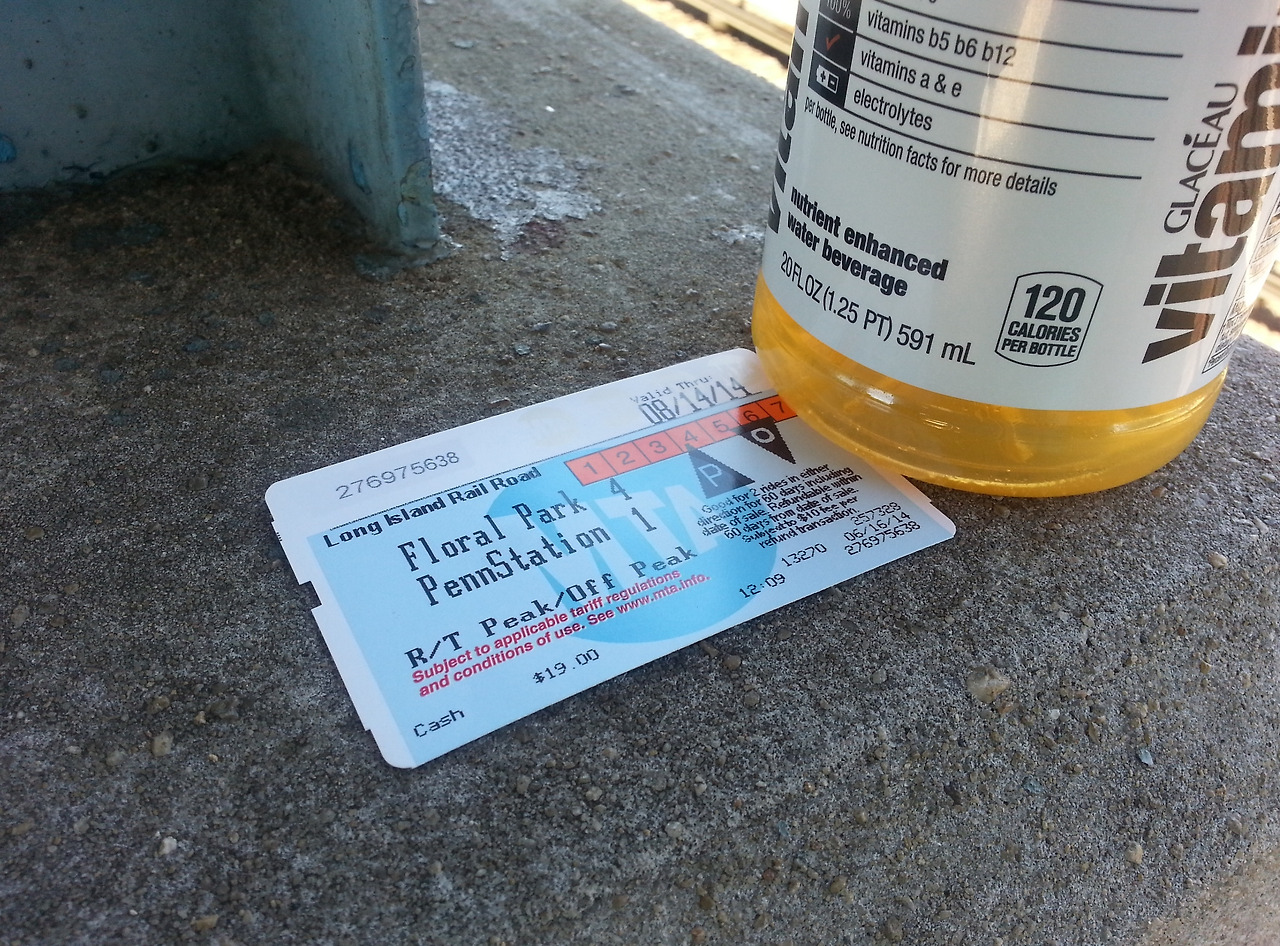 100%
vitamins b5 b6 b12
vitamins a & e
electrolytes
per bottle, see nutrition facts for more details
nutrient enhanced
water beverage
20 FL OZ (1.25 PT) 591 mL
120
CALORIES
PER BOTTLE
GLACÉAU
vitami
Valid Thru:
08/14/14
276975638
1 2 3 4 5 6 7
Long Island Rail Road
O
P
MTA
Floral Park 4
PennStation 1
R/T Peak/Off Peak
Good for 2 rides in either
direction for 60 days including
date of sale. Refundable within
60 days from date of sale.
Subject to $10 fee per
refund transaction.
Subject to applicable tariff regulations
and conditions of use. See www.mta.info.
257328
13270 06/16/14
12:09 276975638
$19.00
Cash